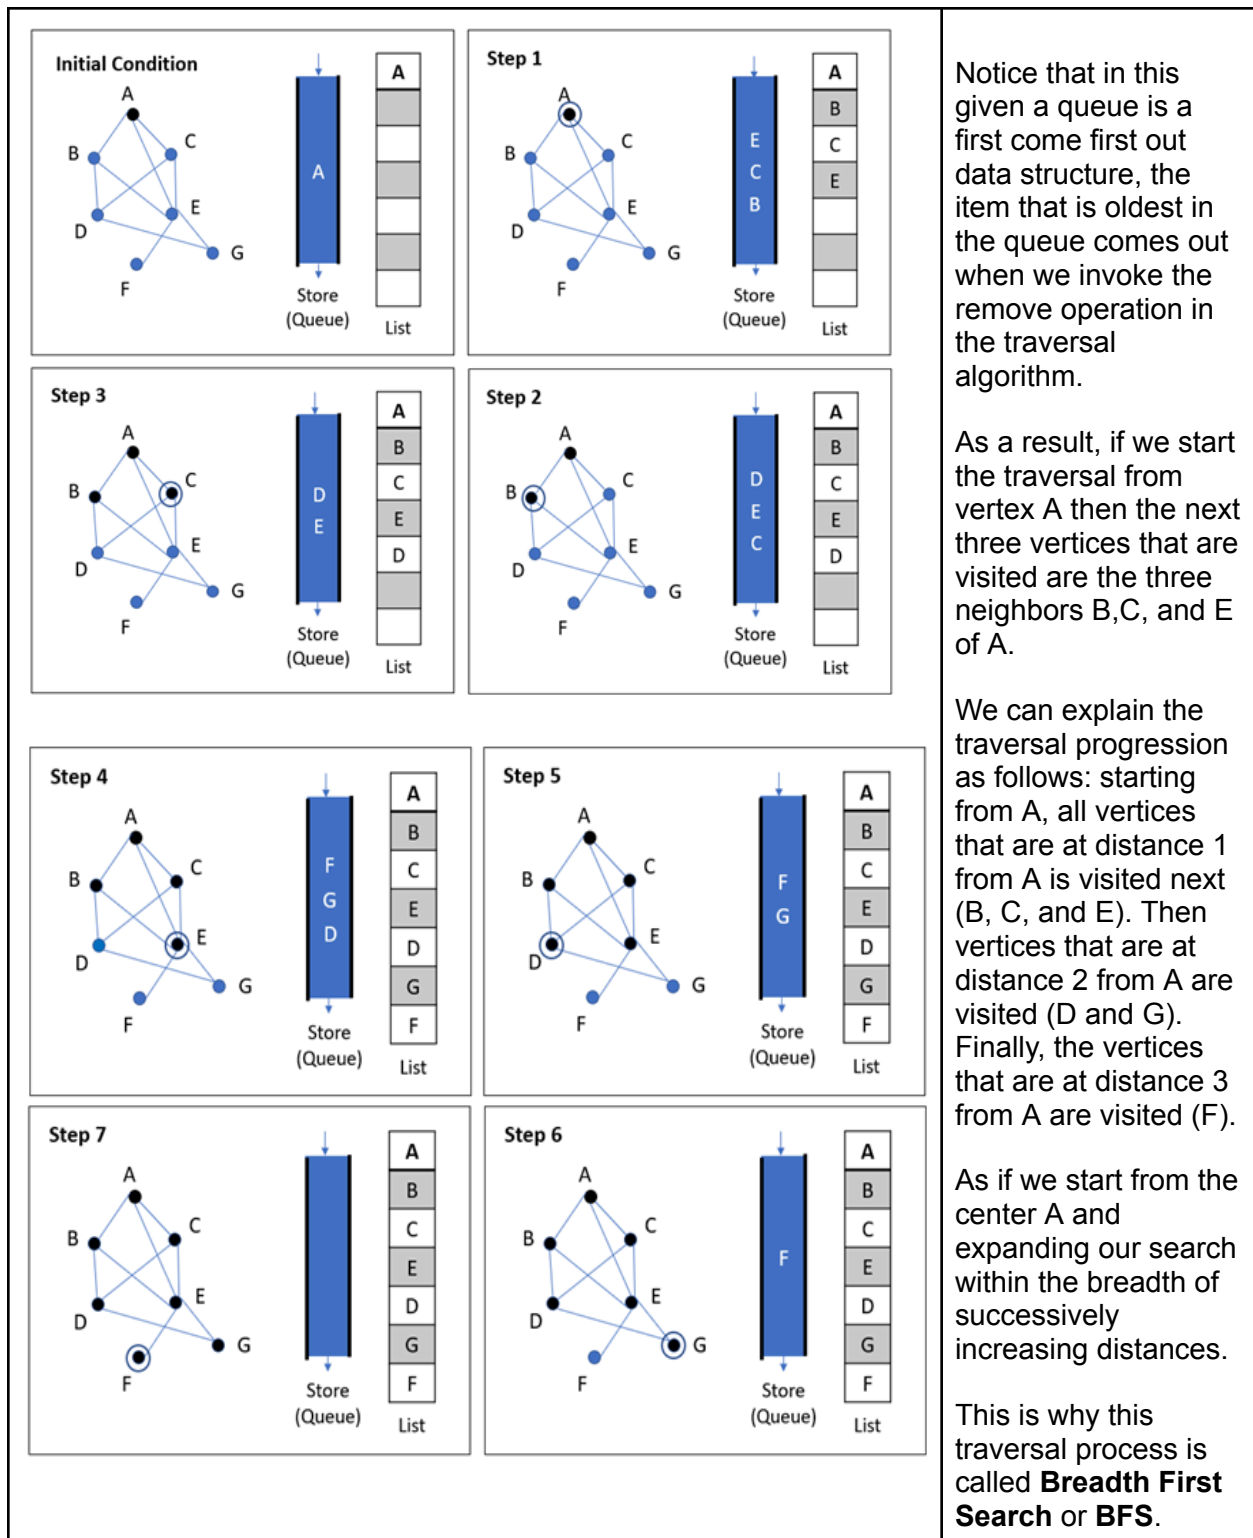 Initial Condition
A
B
C
D
E
F
G
A
Store
(Queue)
A
List
Step 1
A
B
C
D
E
F
G
E
C
B
Store
(Queue)
A
B
C
E
List
Step 3
A
B
C
D
E
F
G
D
E
Store
(Queue)
A
B
C
E
D
List
Step 2
A
B
C
D
E
F
G
D
E
C
Store
(Queue)
A
B
C
E
D
List
Step 4
A
B
C
D
E
F
G
F
G
D
Store
(Queue)
A
B
C
E
D
G
F
List
Step 5
A
B
C
D
E
F
G
F
G
Store
(Queue)
A
B
C
E
D
G
F
List
Step 7
A
B
C
D
E
F
G
Store
(Queue)
A
B
C
E
D
G
F
List
Step 6
A
B
C
D
E
F
G
F
Store
(Queue)
A
B
C
E
D
G
F
List
Notice that in this
given a queue is a
first come first out
data structure, the
item that is oldest in
the queue comes out
when we invoke the
remove operation in
the traversal
algorithm.
As a result, if we start
the traversal from
vertex A then the next
three vertices that are
visited are the three
neighbors B,C, and E
of A.
We can explain the
traversal progression
as follows: starting
from A, all vertices
that are at distance 1
from A is visited next
(B, C, and E). Then
vertices that are at
distance 2 from A are
visited (D and G).
Finally, the vertices
that are at distance 3
from A are visited (F).
As if we start from the
center A and
expanding our search
within the breadth of
successively
increasing distances.
This is why this
traversal process is
called Breadth First
Search or BFS.